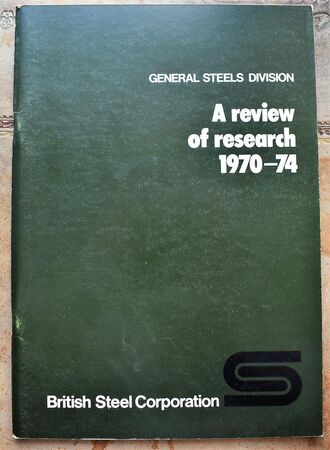 GENERAL STEELS DIVISION
A review
of research
1970–74
British Steel Corporation